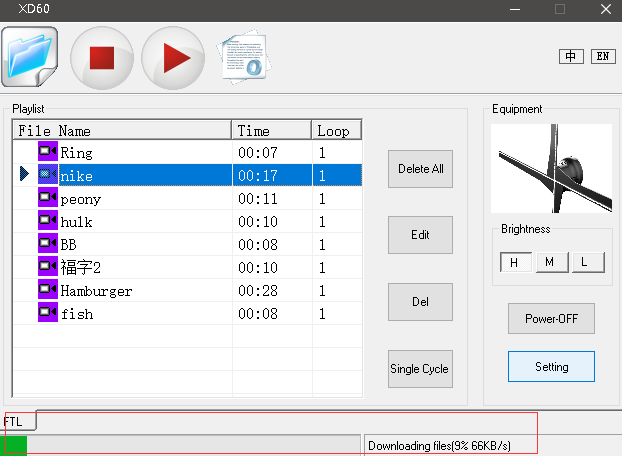 XD60
中 EN
Playlist
File Name Time Loop
Ring 00:07 1
nike 00:17 1
peony 00:11 1
hulk 00:10 1
BB 00:08 1
福字2 00:10 1
Hamburger 00:28 1
fish 00:08 1
Delete All
Edit
Del
Single Cycle
Equipment
Brightness
H M L
Power-OFF
Setting
FTL
Downloading files(9% 66KB/s)